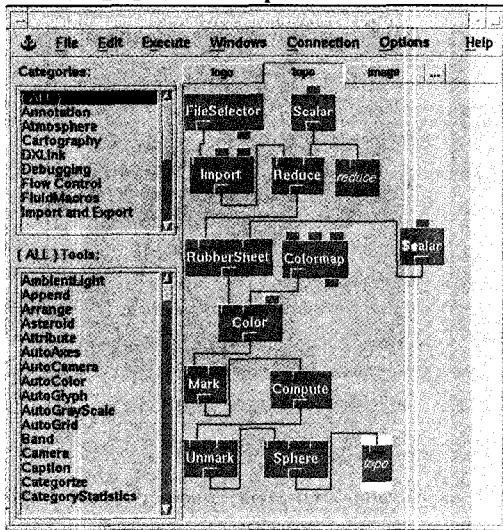 File Edit Execute Windows Connection Options Help
Categories:
logo topo image ...
Annotation
Atmosphere
Cartography
DXLink
Debugging
Flow Control
FluidMacros
Import and Export
( ALL ) Tools:
AmbientLight
Append
Arrange
Asteroid
Attribute
AutoAxes
AutoCamera
AutoColor
AutoGlyph
AutoGrayScale
AutoGrid
Band
Camera
Caption
Categorize
CategoryStatistics
FileSelector Scalar
Import Reduce reduce
RubberSheet Colormap Scalar
Color
Mark Compute
Unmark Sphere topo